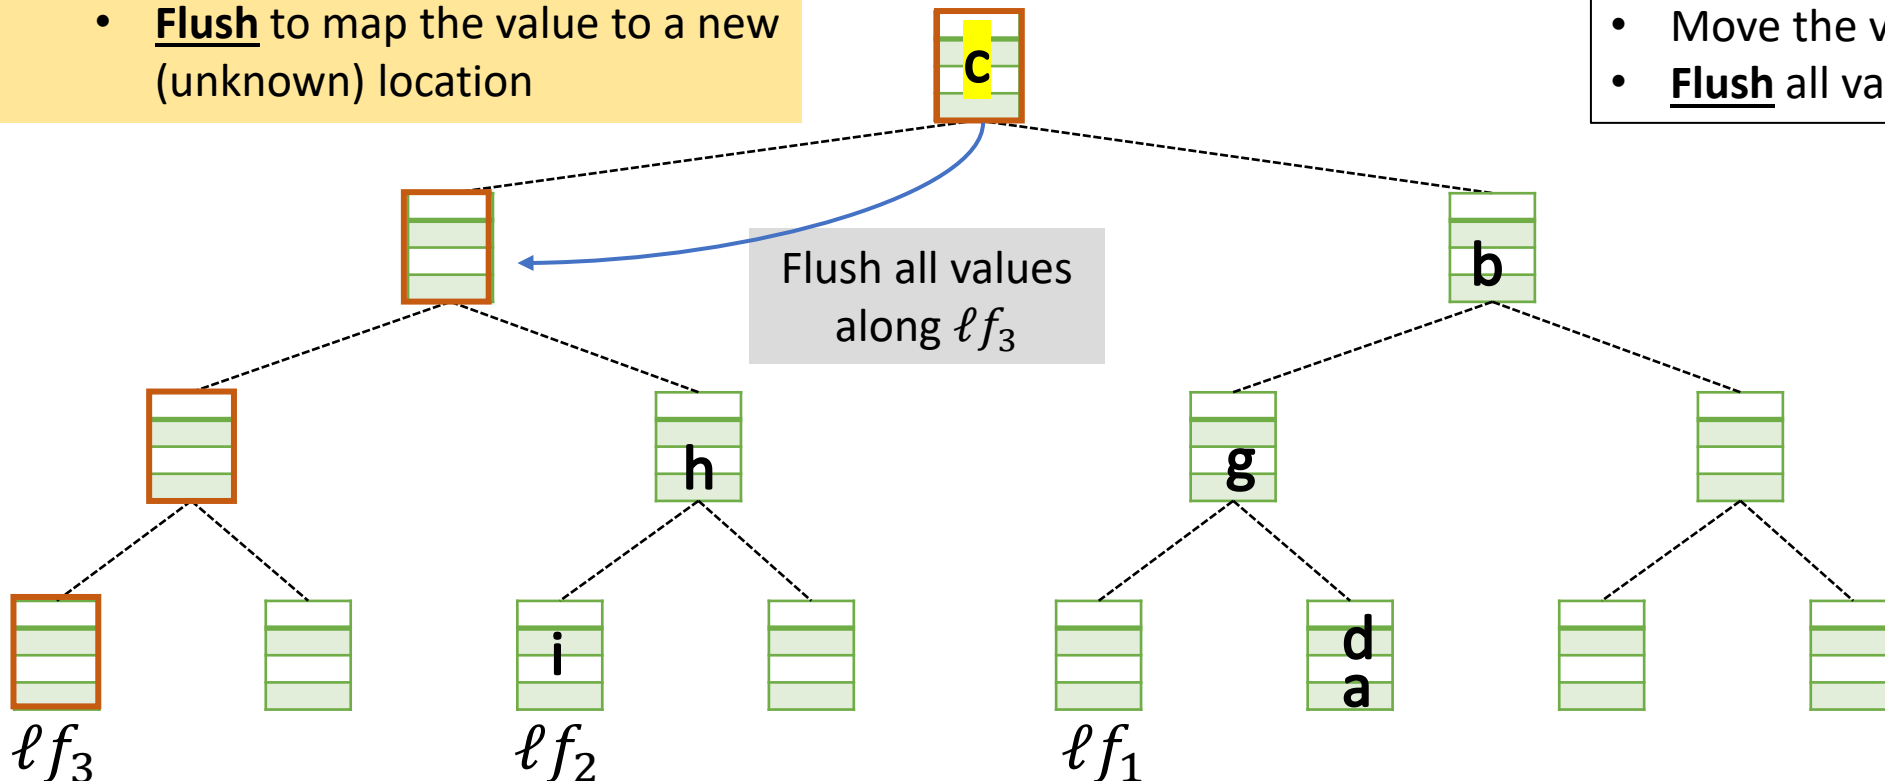 • Flush to map the value to a new
(unknown) location
• Move the v
• Flush all va
c
b
Flush all values
along ℓf₃
h
g
i
d
a
ℓf₃
ℓf₂
ℓf₁